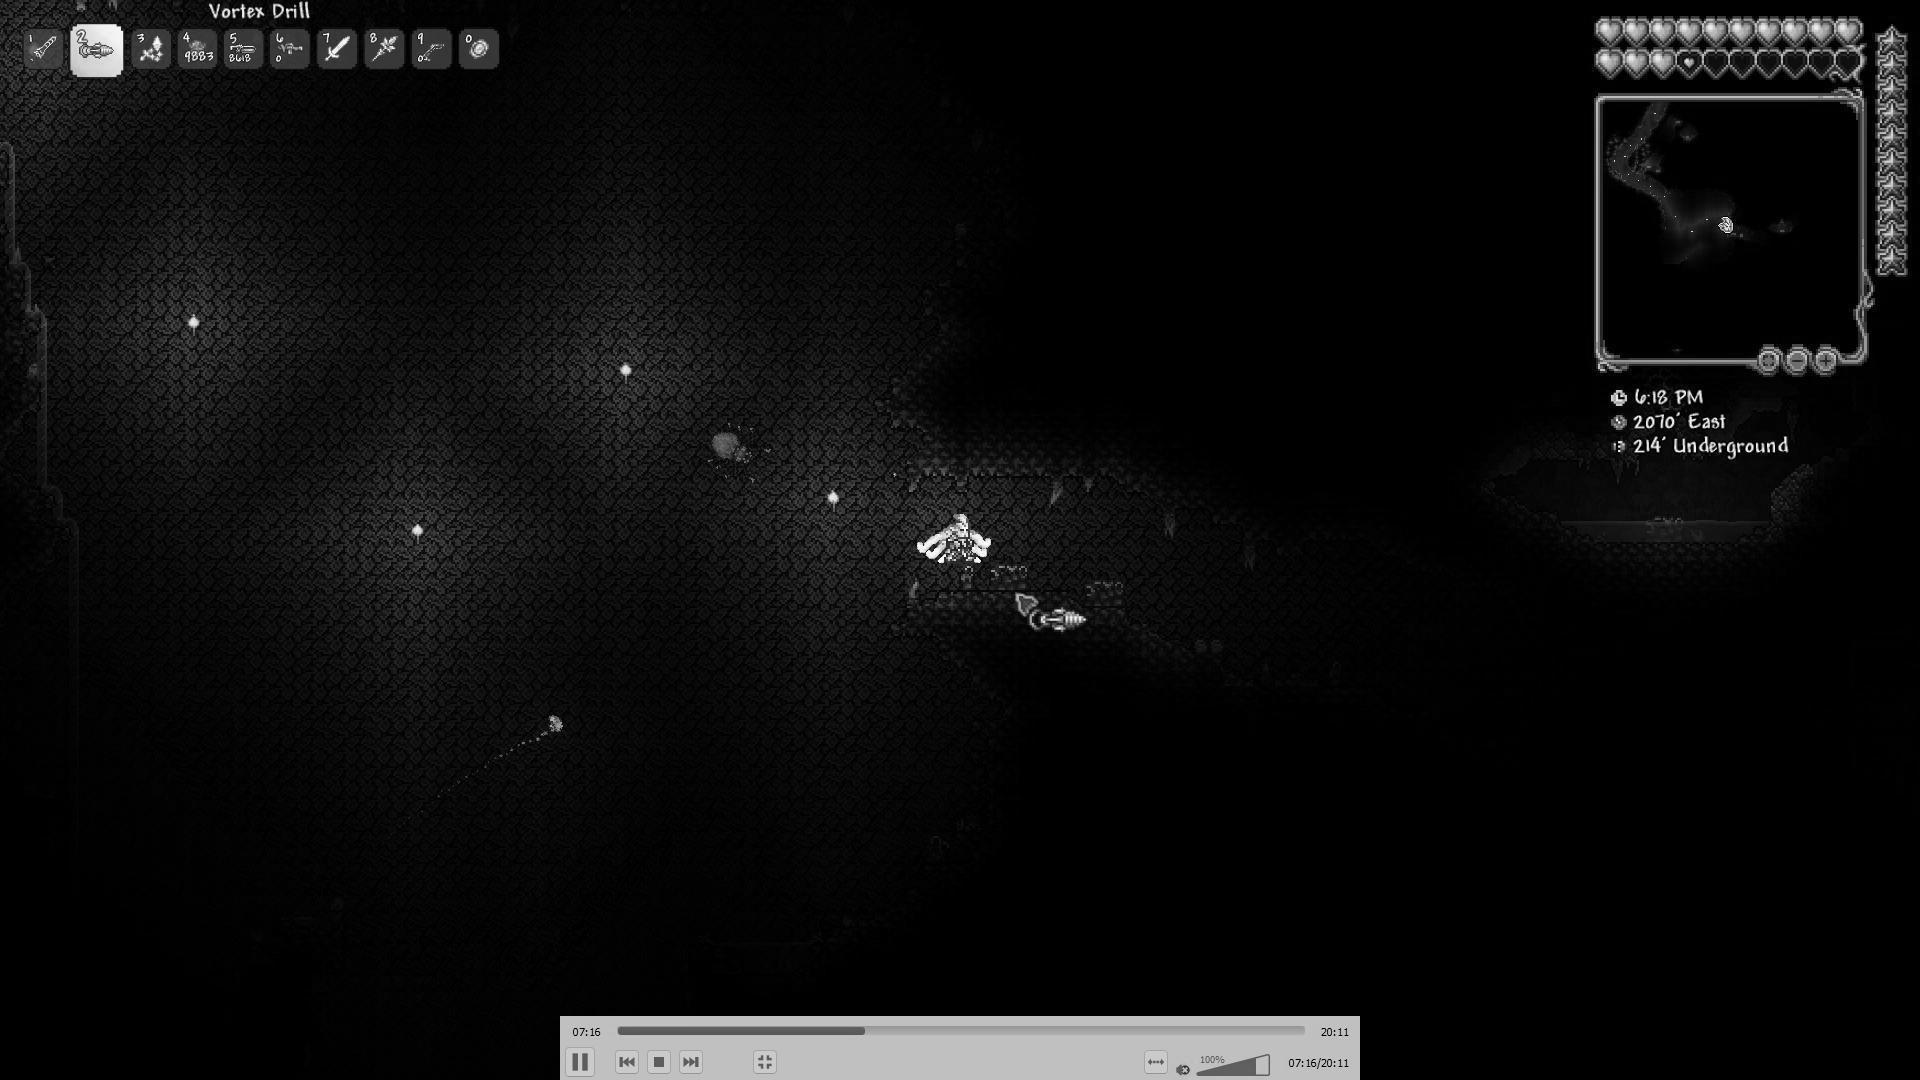 Vortex Drill
1 2 3 4 5 6 7 8 9 0
9883 8618 0 0
6:18 PM
2070' East
214' Underground
07:16 20:11
100%
07:16/20:11